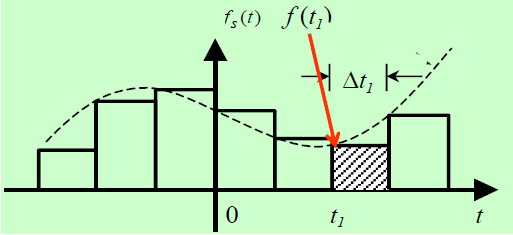 fₛ(t) f(t₁)
Δt₁
0 t₁ t